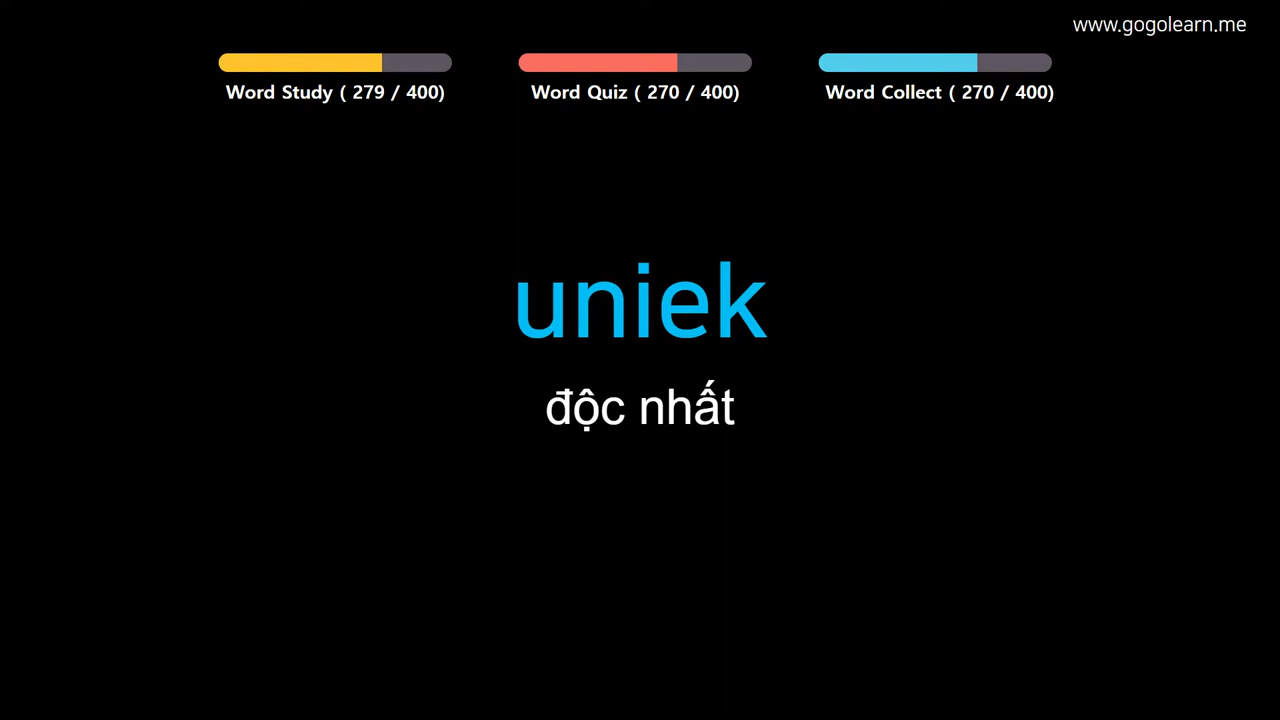 www.gogolearn.me
Word Study ( 279 / 400)
Word Quiz ( 270 / 400)
Word Collect ( 270 / 400)
uniek
độc nhất